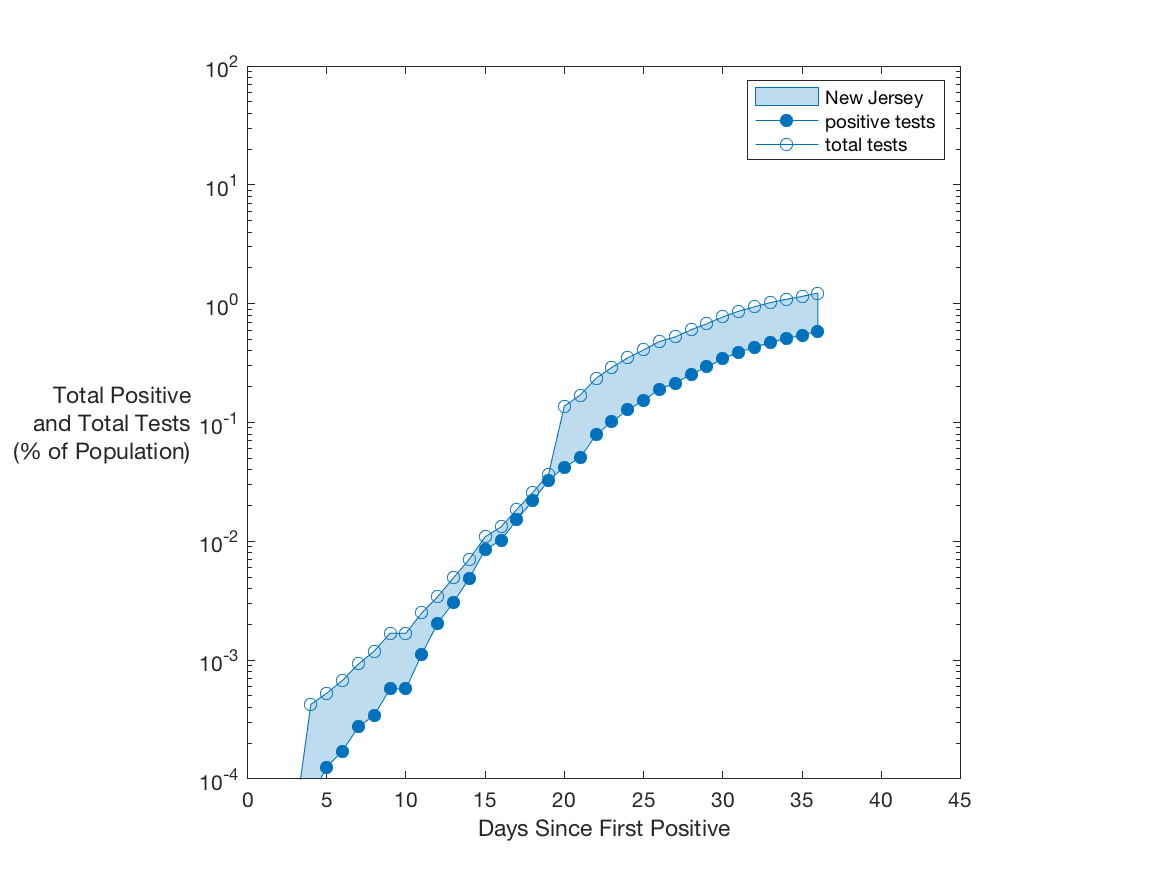 10^2
10^1
10^0
10^-1
10^-2
10^-3
10^-4
Total Positive
and Total Tests
(% of Population)
New Jersey
positive tests
total tests
0 5 10 15 20 25 30 35 40 45
Days Since First Positive